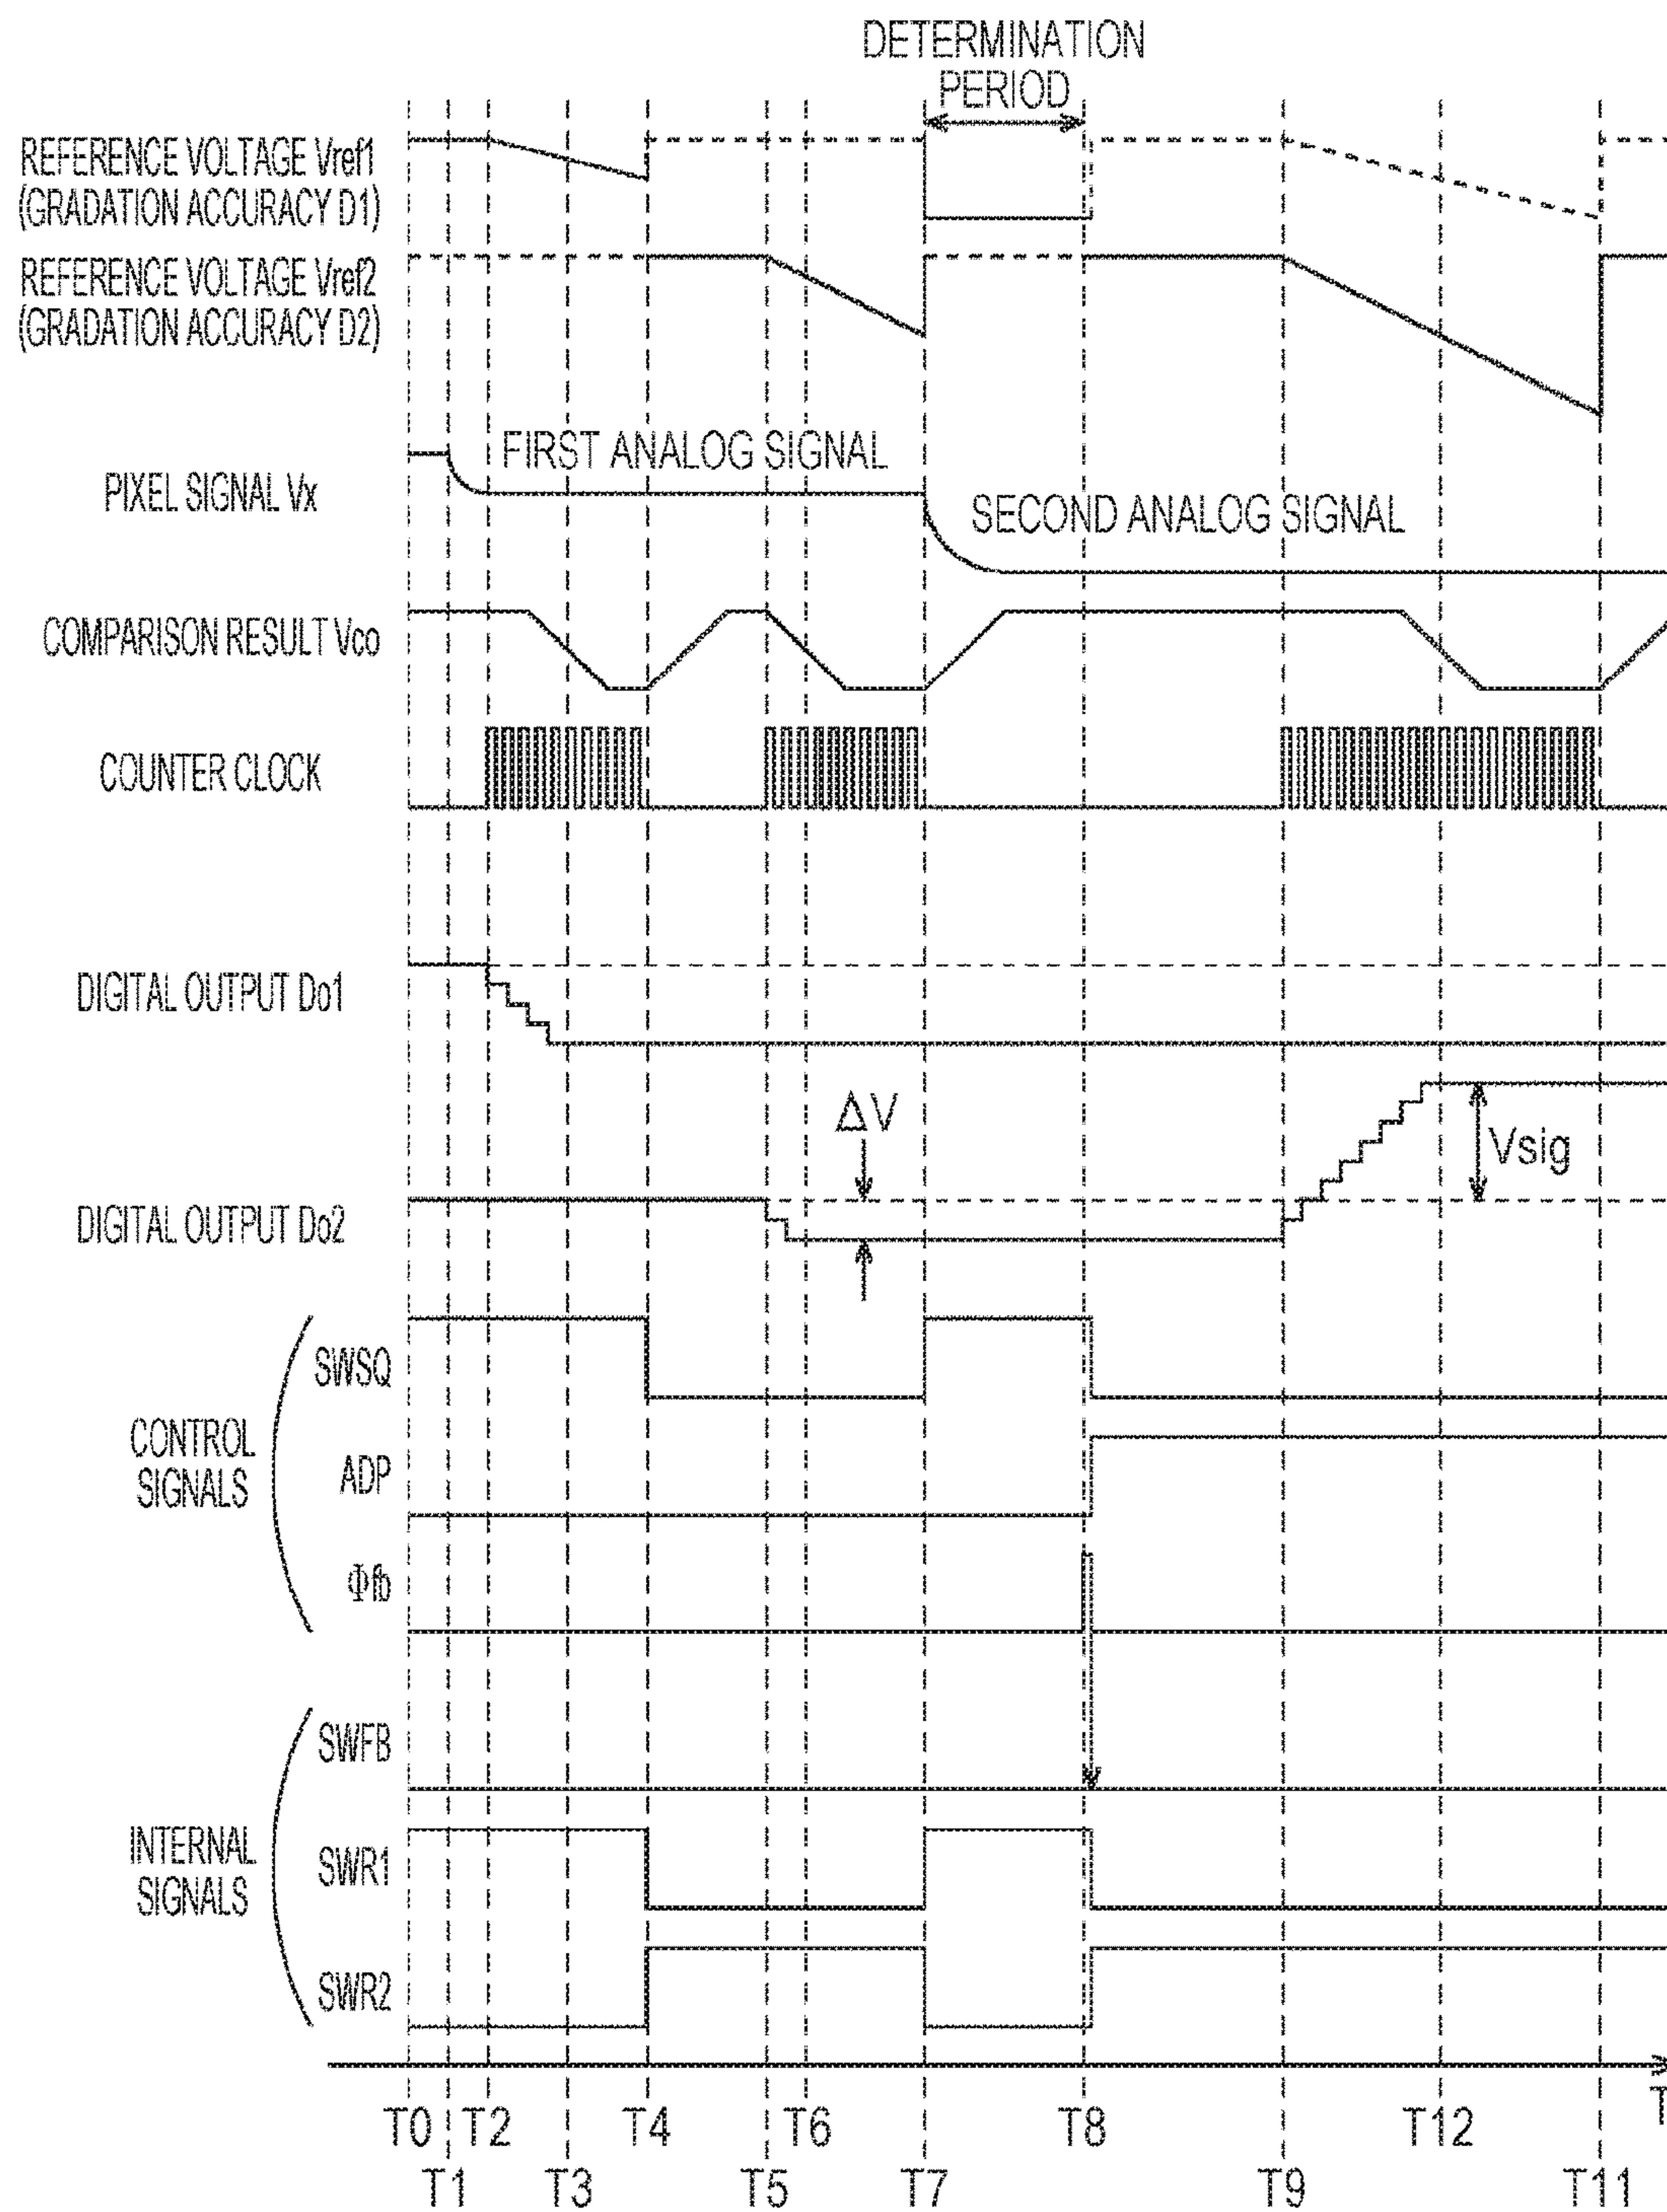 DETERMINATION
PERIOD
REFERENCE VOLTAGE Vref1
(GRADATION ACCURACY D1)
REFERENCE VOLTAGE Vref2
(GRADATION ACCURACY D2)
FIRST ANALOG SIGNAL
PIXEL SIGNAL Vx
SECOND ANALOG SIGNAL
COMPARISON RESULT Vco
COUNTER CLOCK
DIGITAL OUTPUT Do1
ΔV
Vsig
DIGITAL OUTPUT Do2
CONTROL
SIGNALS
SWSQ
ADP
Φfb
INTERNAL
SIGNALS
SWFB
SWR1
SWR2
T
T0 T2 T4 T6 T8 T12
T1 T3 T5 T7 T9 T11